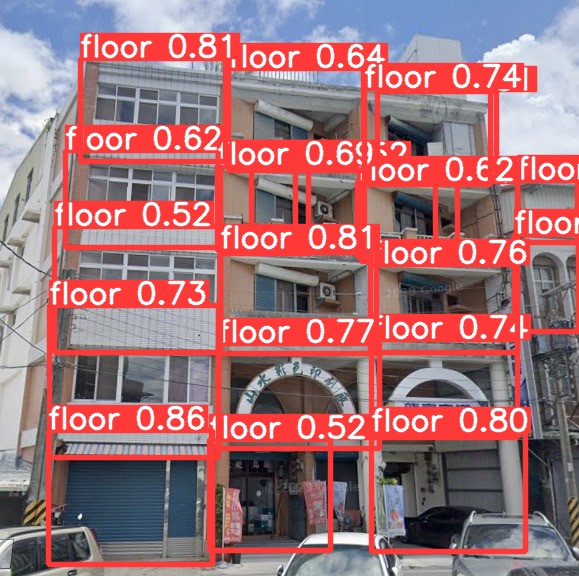 floor 0.81
floor 0.64
floor 0.74
floor 0.62
floor 0.69
floor 0.62
floor
floor 0.52
floor 0.81
floor 0.76
floor
floor 0.73
floor 0.77
floor 0.74
山水彩色印刷廠
floor 0.86
floor 0.52
floor 0.80